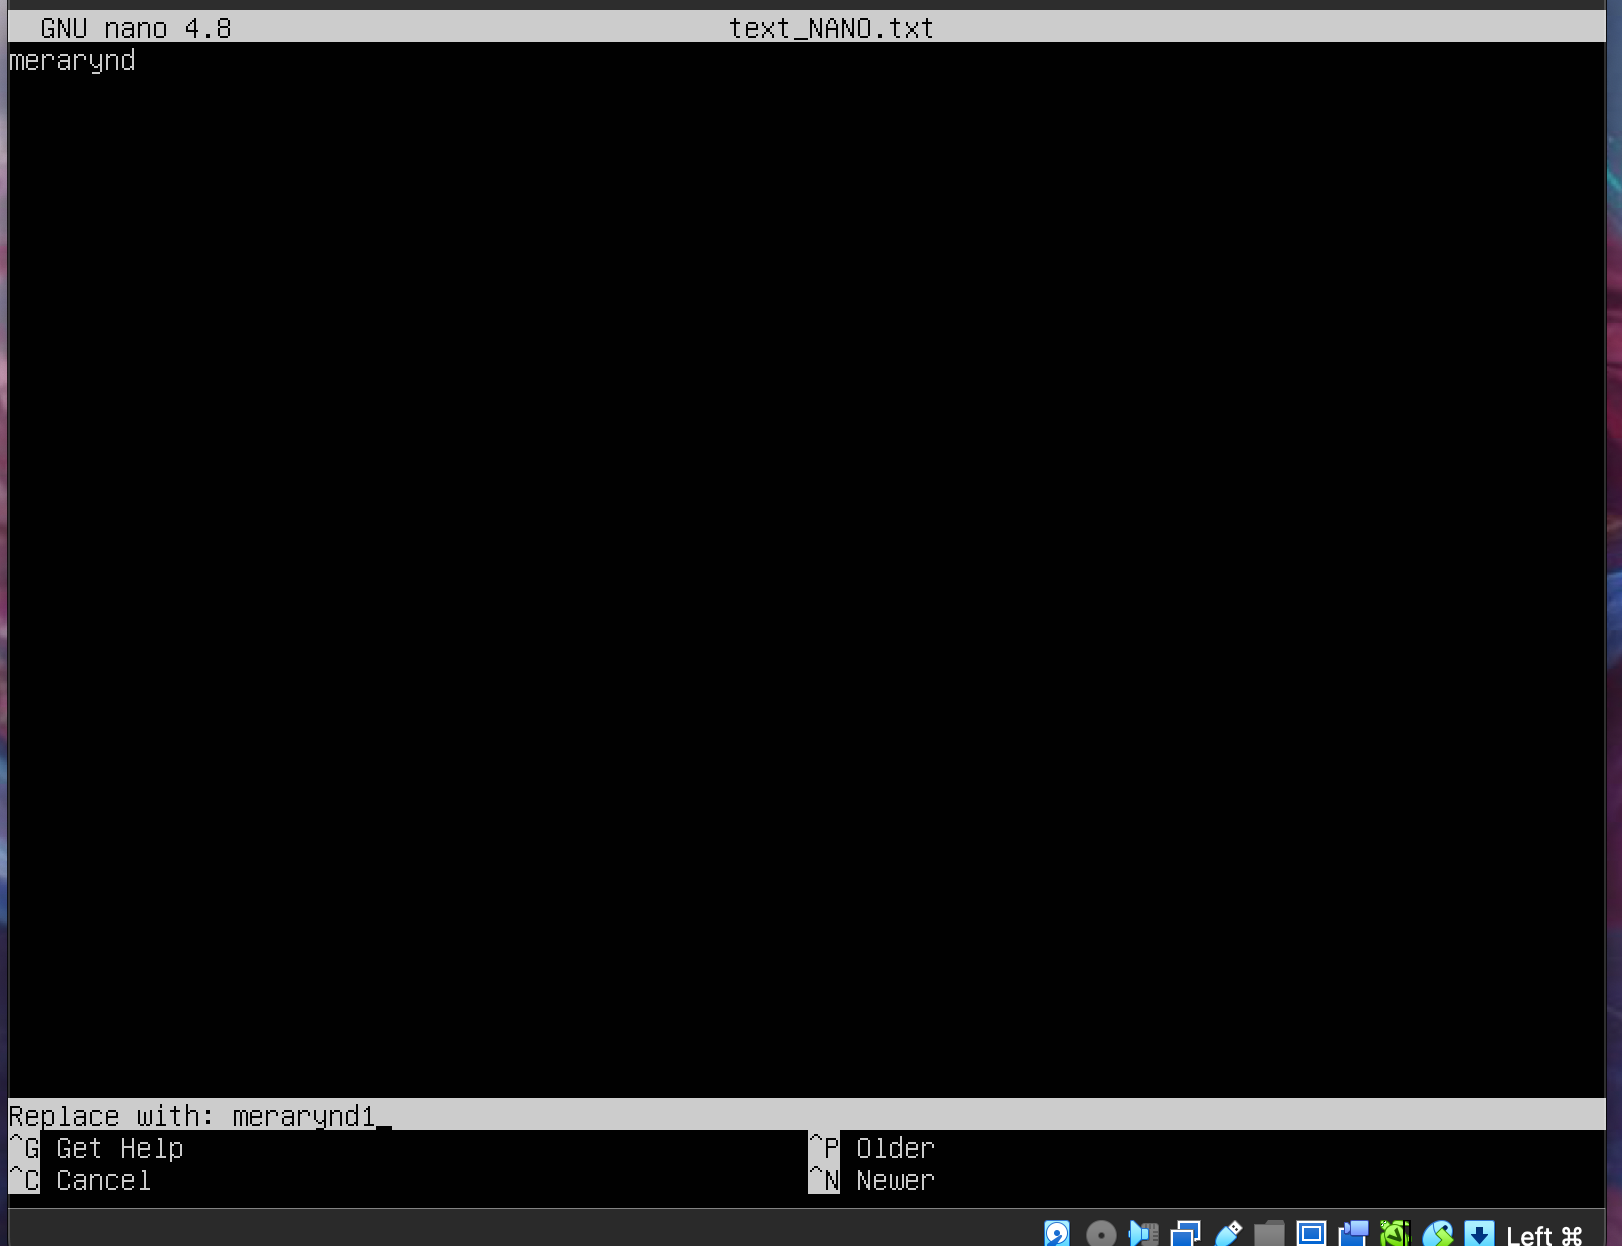 GNU nano 4.8 text_NANO.txt
merarynd
Replace with: merarynd1
^G Get Help ^P Older
^C Cancel ^N Newer
Left ⌘